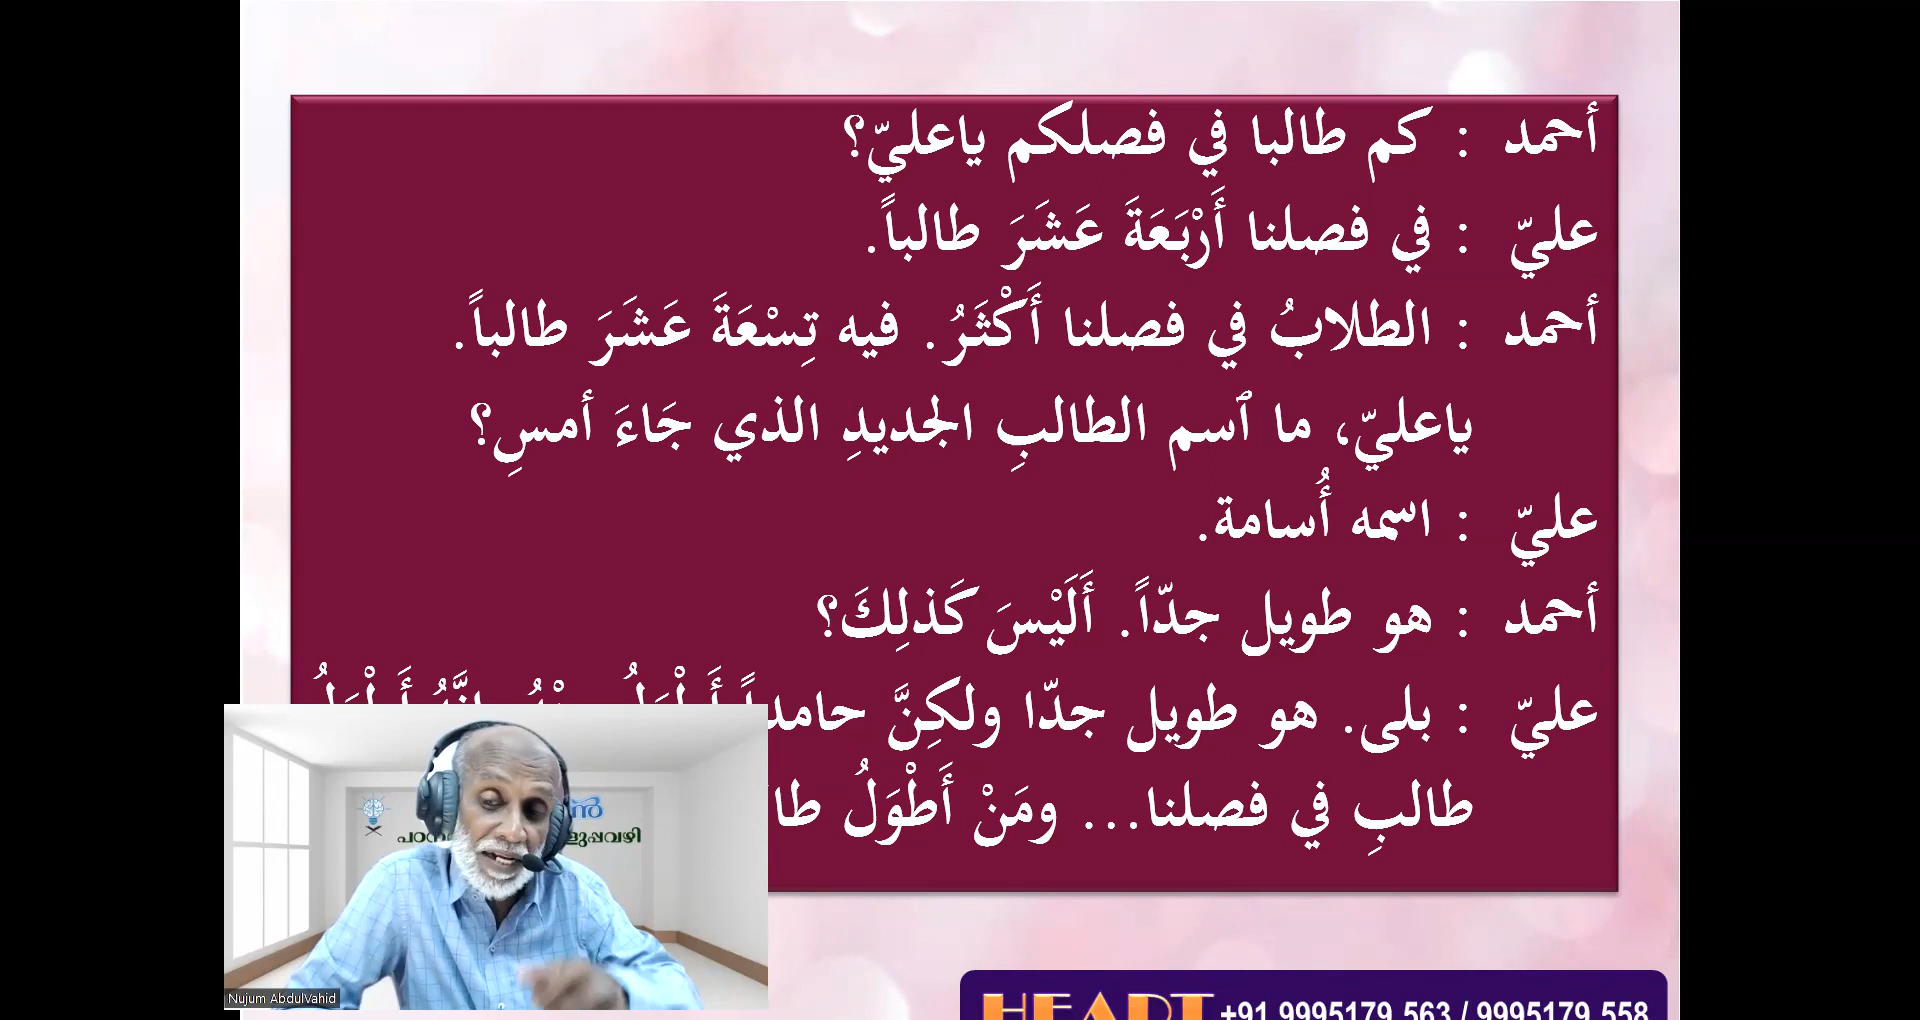 أحمد : كم طالبا في فصلكم ياعليّ؟
عليّ : في فصلنا أَرْبَعَةَ عَشَرَ طالباً.
أحمد : الطلابُ في فصلنا أَكْثَرُ. فيه تِسْعَةَ عَشَرَ طالباً.
ياعليّ، ما ٱسم الطالبِ الجديدِ الذي جَاءَ أمسِ؟
عليّ : اسمه أُسامة.
أحمد : هو طويل جدّاً. أَلَيْسَ كَذلِكَ؟
عليّ : بلى. هو طويل جدّا ولكِنَّ حامداً
طالبِ في فصلنا... ومَنْ أَطْوَلُ
Nujum AbdulVahid
HEART +91 9995179 563 / 9995179 558